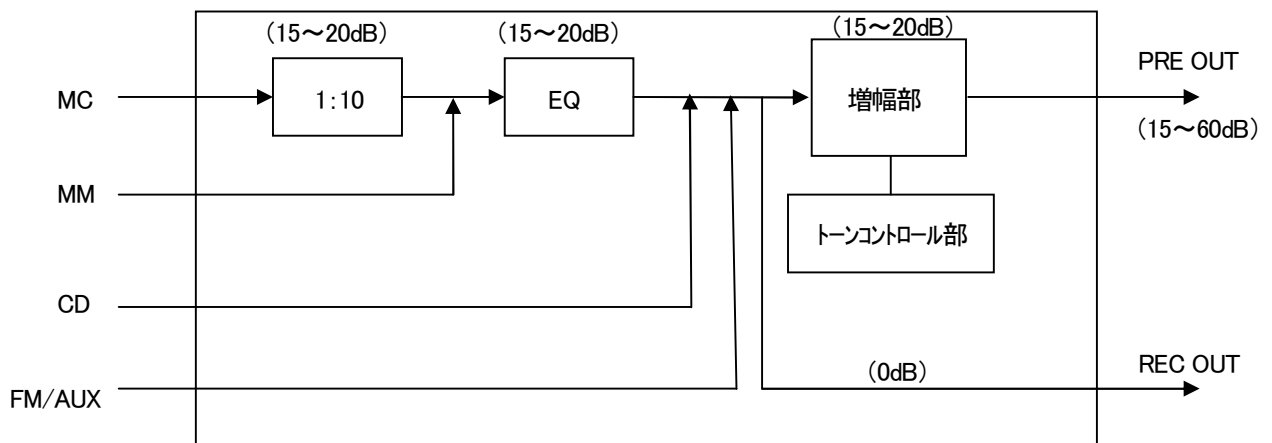 (15～20dB)
(15～20dB)
(15～20dB)
PRE OUT
MC
1:10
EQ
増幅部
(15～60dB)
MM
トーンコントロール部
CD
(0dB)
REC OUT
FM/AUX